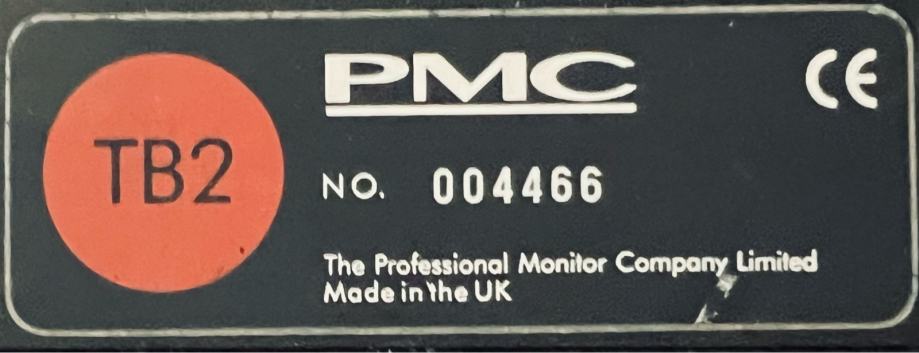 TB2
PMC
CE
NO. 004466
The Professional Monitor Company Limited
Made in the UK